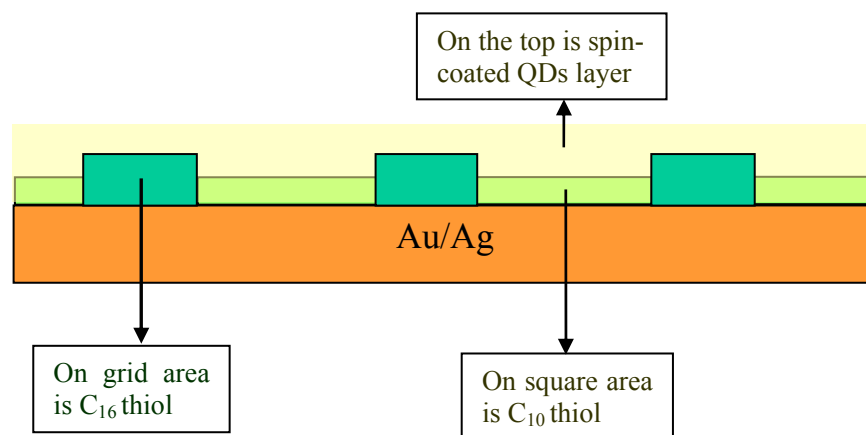 On the top is spin-
coated QDs layer
Au/Ag
On grid area
is C₁₆ thiol
On square area
is C₁₀ thiol